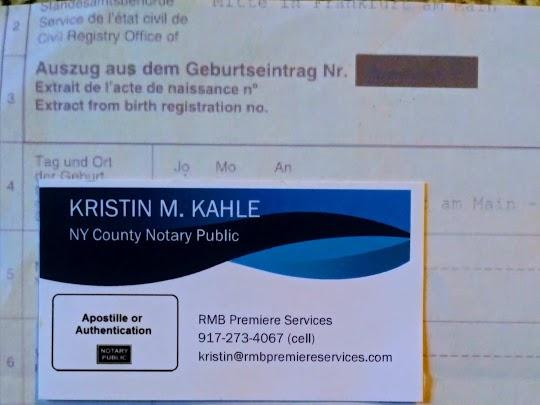 Standesamtsbehörde Mitte in Frankfurt am Main
2 Service de l'état civil de
Civil Registry Office of
Auszug aus dem Geburtseintrag Nr.
Extrait de l'acte de naissance n°
3 Extract from birth registration no.
Tag und Ort Jo Mo An
4 der Geburt
am Main -
KRISTIN M. KAHLE
NY County Notary Public
5
Apostille or
Authentication
NOTARY
PUBLIC
RMB Premiere Services
917-273-4067 (cell)
kristin@rmbpremiereservices.com
6